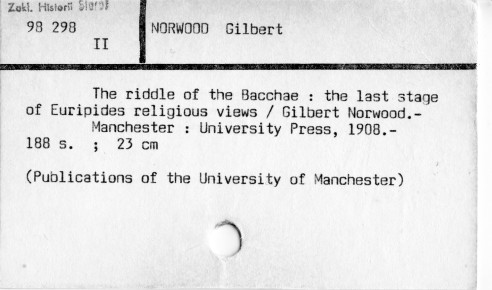 Zakl. Historii Staroż
98 298
II
NORWOOD Gilbert
The riddle of the Bacchae : the last stage
of Euripides religious views / Gilbert Norwood.-
Manchester : University Press, 1908.-
188 s. ; 23 cm
(Publications of the University of Manchester)